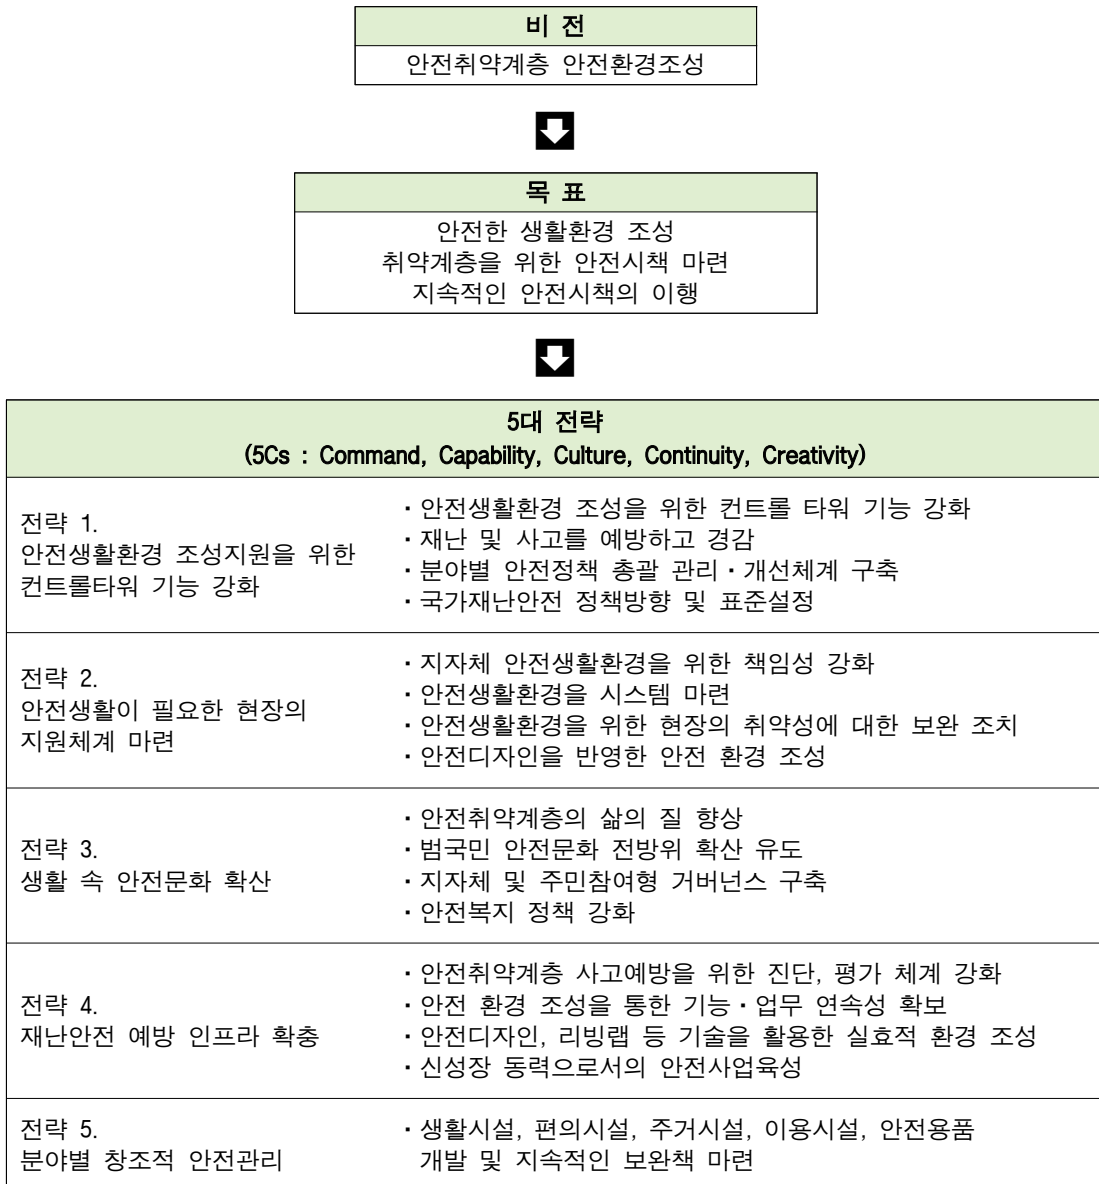 비 전
안전취약계층 안전환경조성
목 표
안전한 생활환경 조성
취약계층을 위한 안전시책 마련
지속적인 안전시책의 이행
5대 전략
(5Cs : Command, Capability, Culture, Continuity, Creativity)
전략 1.
안전생활환경 조성지원을 위한
컨트롤타워 기능 강화
・안전생활환경 조성을 위한 컨트롤 타워 기능 강화
・재난 및 사고를 예방하고 경감
・분야별 안전정책 총괄 관리・개선체계 구축
・국가재난안전 정책방향 및 표준설정
전략 2.
안전생활이 필요한 현장의
지원체계 마련
・지자체 안전생활환경을 위한 책임성 강화
・안전생활환경을 시스템 마련
・안전생활환경을 위한 현장의 취약성에 대한 보완 조치
・안전디자인을 반영한 안전 환경 조성
전략 3.
생활 속 안전문화 확산
・안전취약계층의 삶의 질 향상
・범국민 안전문화 전방위 확산 유도
・지자체 및 주민참여형 거버넌스 구축
・안전복지 정책 강화
전략 4.
재난안전 예방 인프라 확충
・안전취약계층 사고예방을 위한 진단, 평가 체계 강화
・안전 환경 조성을 통한 기능・업무 연속성 확보
・안전디자인, 리빙랩 등 기술을 활용한 실효적 환경 조성
・신성장 동력으로서의 안전사업육성
전략 5.
분야별 창조적 안전관리
・생활시설, 편의시설, 주거시설, 이용시설, 안전용품
개발 및 지속적인 보완책 마련